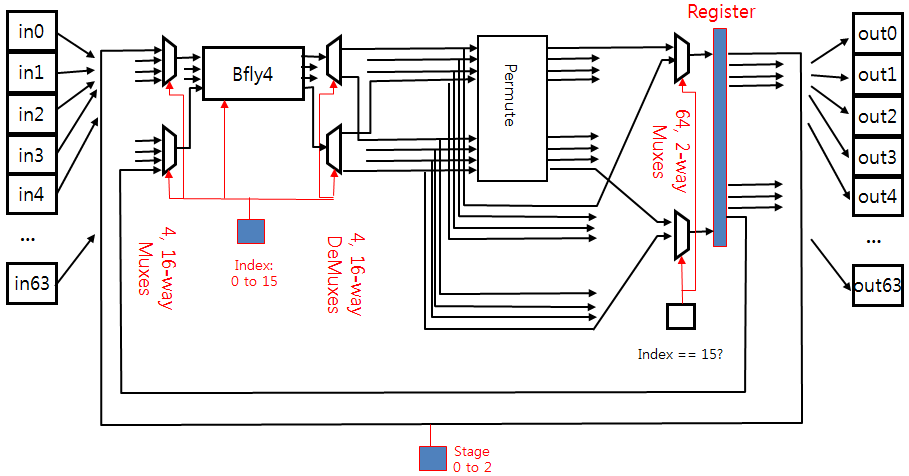 in0
in1
in2
in3
in4
...
in63
Bfly4
4, 16-way
Muxes
Index:
0 to 15
4, 16-way
DeMuxes
Permute
64, 2-way
Muxes
Register
Index == 15?
Stage
0 to 2
out0
out1
out2
out3
out4
...
out63